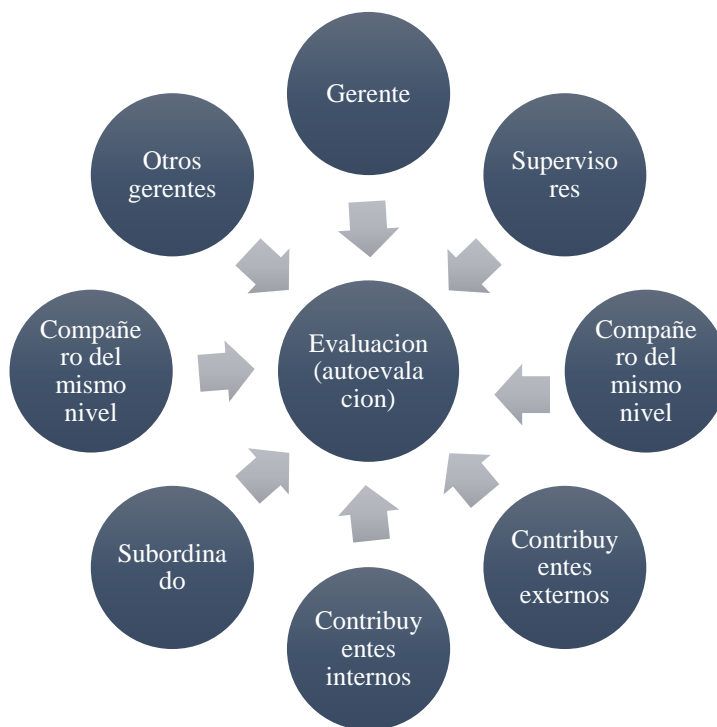 Gerente
Otros
gerentes
Superviso
res
Compañe
ro del
mismo
nivel
Evaluacion
(autoevala
cion)
Compañe
ro del
mismo
nivel
Subordina
do
Contribuy
entes
externos
Contribuy
entes
internos